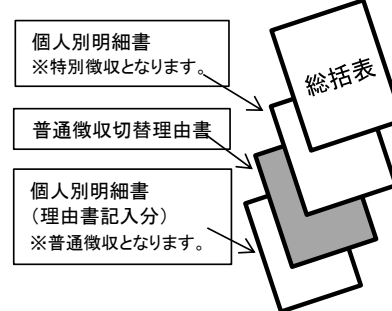 個人別明細書
※特別徴収となります。
総括表
普通徴収切替理由書
個人別明細書
（理由書記入分）
※普通徴収となります。